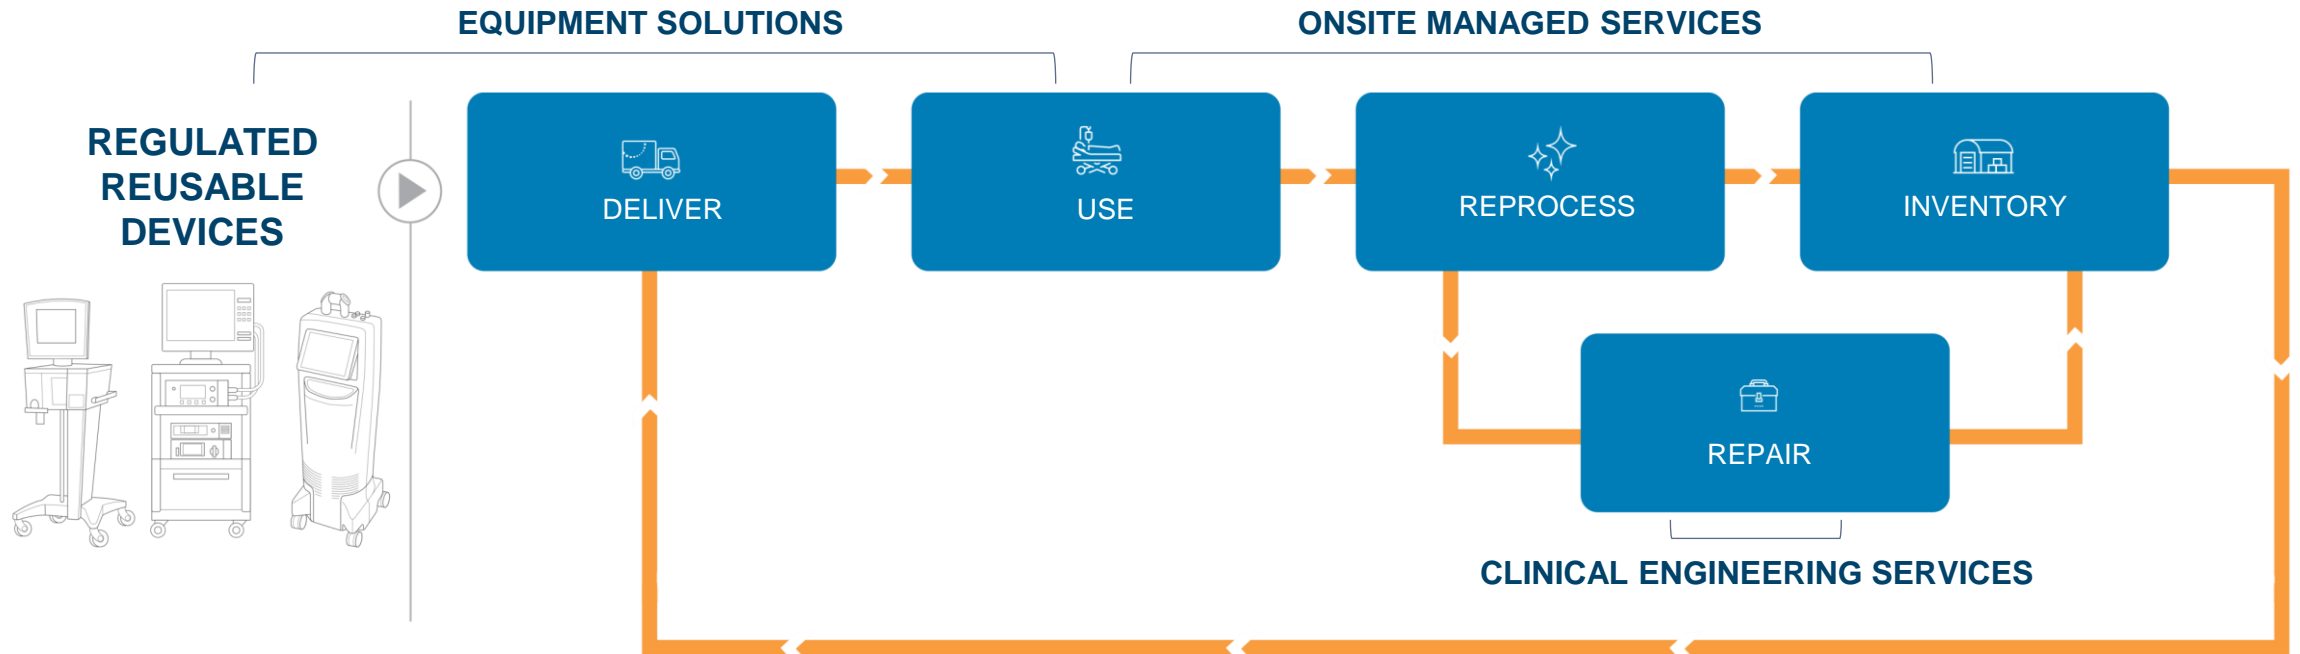 EQUIPMENT SOLUTIONS
ONSITE MANAGED SERVICES
REGULATED
REUSABLE
DEVICES
DELIVER
USE
REPROCESS
INVENTORY
REPAIR
CLINICAL ENGINEERING SERVICES